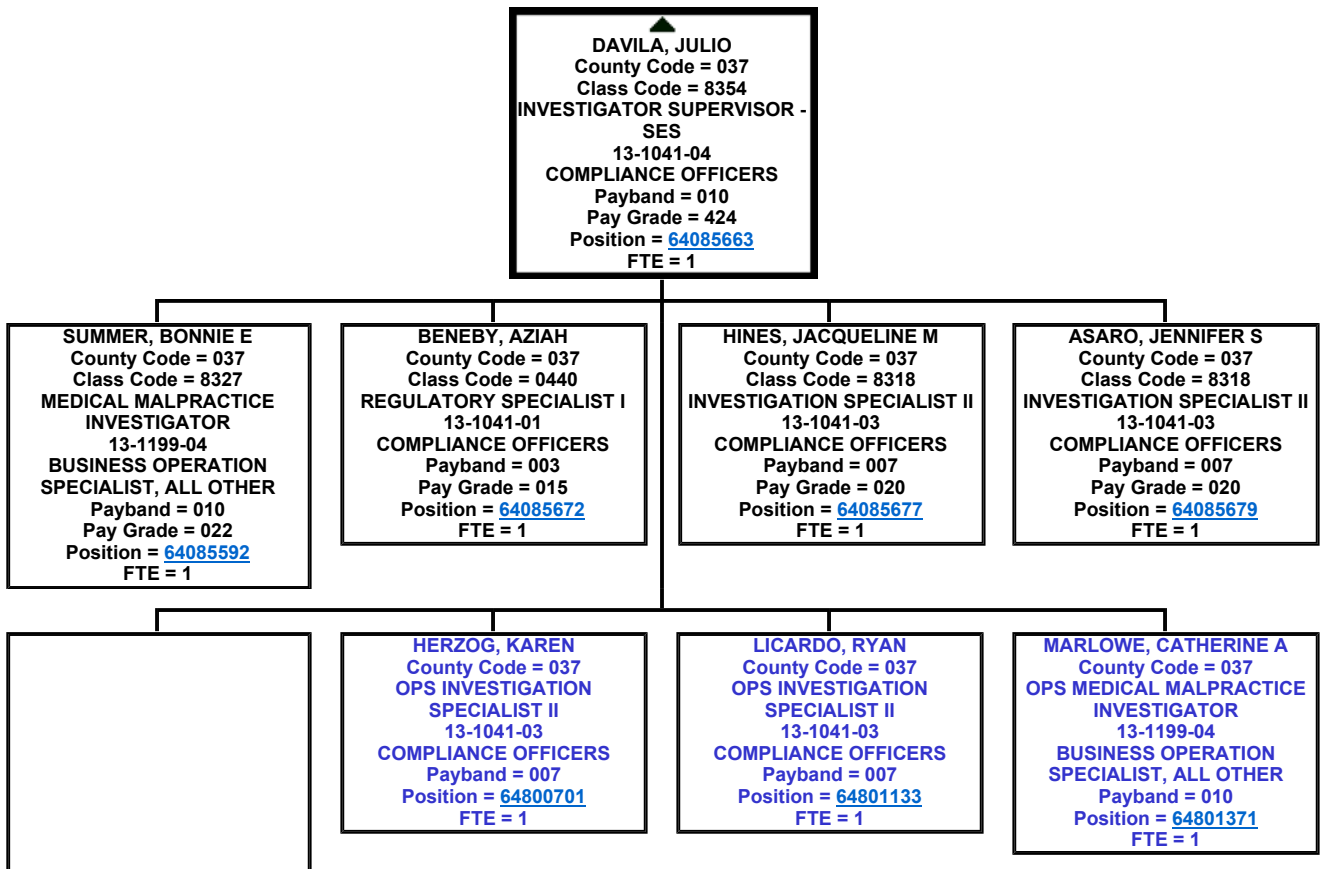 DAVILA, JULIO
County Code = 037
Class Code = 8354
INVESTIGATOR SUPERVISOR -
SES
13-1041-04
COMPLIANCE OFFICERS
Payband = 010
Pay Grade = 424
Position = 64085663
FTE = 1
SUMMER, BONNIE E
County Code = 037
Class Code = 8327
MEDICAL MALPRACTICE
INVESTIGATOR
13-1199-04
BUSINESS OPERATION
SPECIALIST, ALL OTHER
Payband = 010
Pay Grade = 022
Position = 64085592
FTE = 1
BENEBY, AZIAH
County Code = 037
Class Code = 0440
REGULATORY SPECIALIST I
13-1041-01
COMPLIANCE OFFICERS
Payband = 003
Pay Grade = 015
Position = 64085672
FTE = 1
HINES, JACQUELINE M
County Code = 037
Class Code = 8318
INVESTIGATION SPECIALIST II
13-1041-03
COMPLIANCE OFFICERS
Payband = 007
Pay Grade = 020
Position = 64085677
FTE = 1
ASARO, JENNIFER S
County Code = 037
Class Code = 8318
INVESTIGATION SPECIALIST II
13-1041-03
COMPLIANCE OFFICERS
Payband = 007
Pay Grade = 020
Position = 64085679
FTE = 1
HERZOG, KAREN
County Code = 037
OPS INVESTIGATION
SPECIALIST II
13-1041-03
COMPLIANCE OFFICERS
Payband = 007
Position = 64800701
FTE = 1
LICARDO, RYAN
County Code = 037
OPS INVESTIGATION
SPECIALIST II
13-1041-03
COMPLIANCE OFFICERS
Payband = 007
Position = 64801133
FTE = 1
MARLOWE, CATHERINE A
County Code = 037
OPS MEDICAL MALPRACTICE
INVESTIGATOR
13-1199-04
BUSINESS OPERATION
SPECIALIST, ALL OTHER
Payband = 010
Position = 64801371
FTE = 1